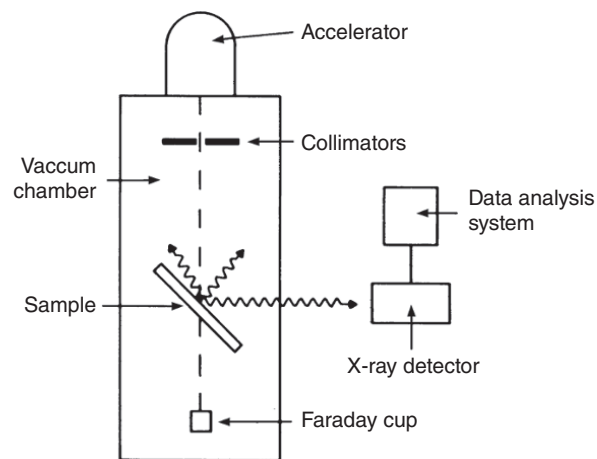 Accelerator
Collimators
Vaccum
chamber
Data analysis
system
Sample
X-ray detector
Faraday cup